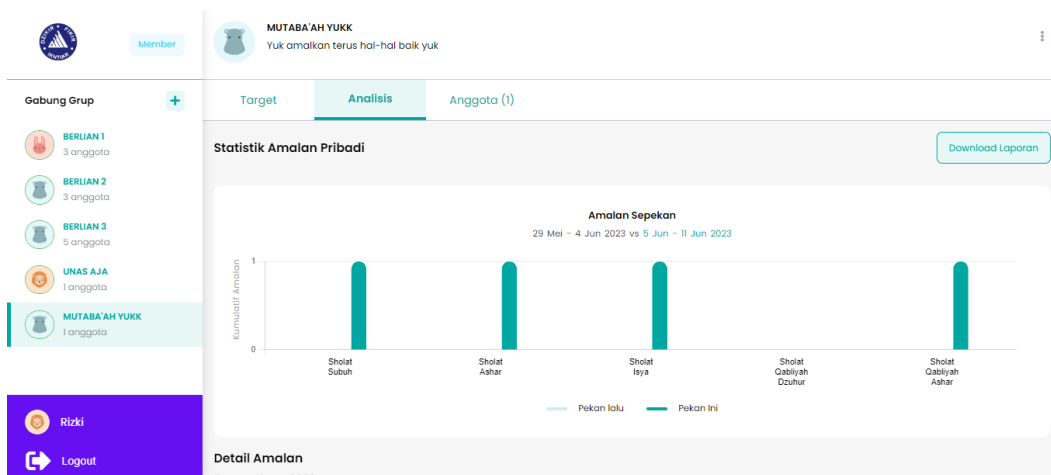 DZIKIR FIKIR
IKHTIAR
Member
Gabung Grup
+
BERLIAN 1
3 anggota
BERLIAN 2
3 anggota
BERLIAN 3
5 anggota
UNAS AJA
1 anggota
MUTABA'AH YUKK
1 anggota
Rizki
Logout
MUTABA'AH YUKK
Yuk amalkan terus hal-hal baik yuk
Target Analisis Anggota (1)
Statistik Amalan Pribadi
Download Laporan
Amalan Sepekan
29 Mei - 4 Jun 2023 vs 5 Jun - 11 Jun 2023
Kumulatif Amalan
1
0
Sholat
Subuh
Sholat
Ashar
Sholat
Isya
Sholat
Qabliyah
Dzuhur
Sholat
Qabliyah
Ashar
Pekan lalu Pekan Ini
Detail Amalan